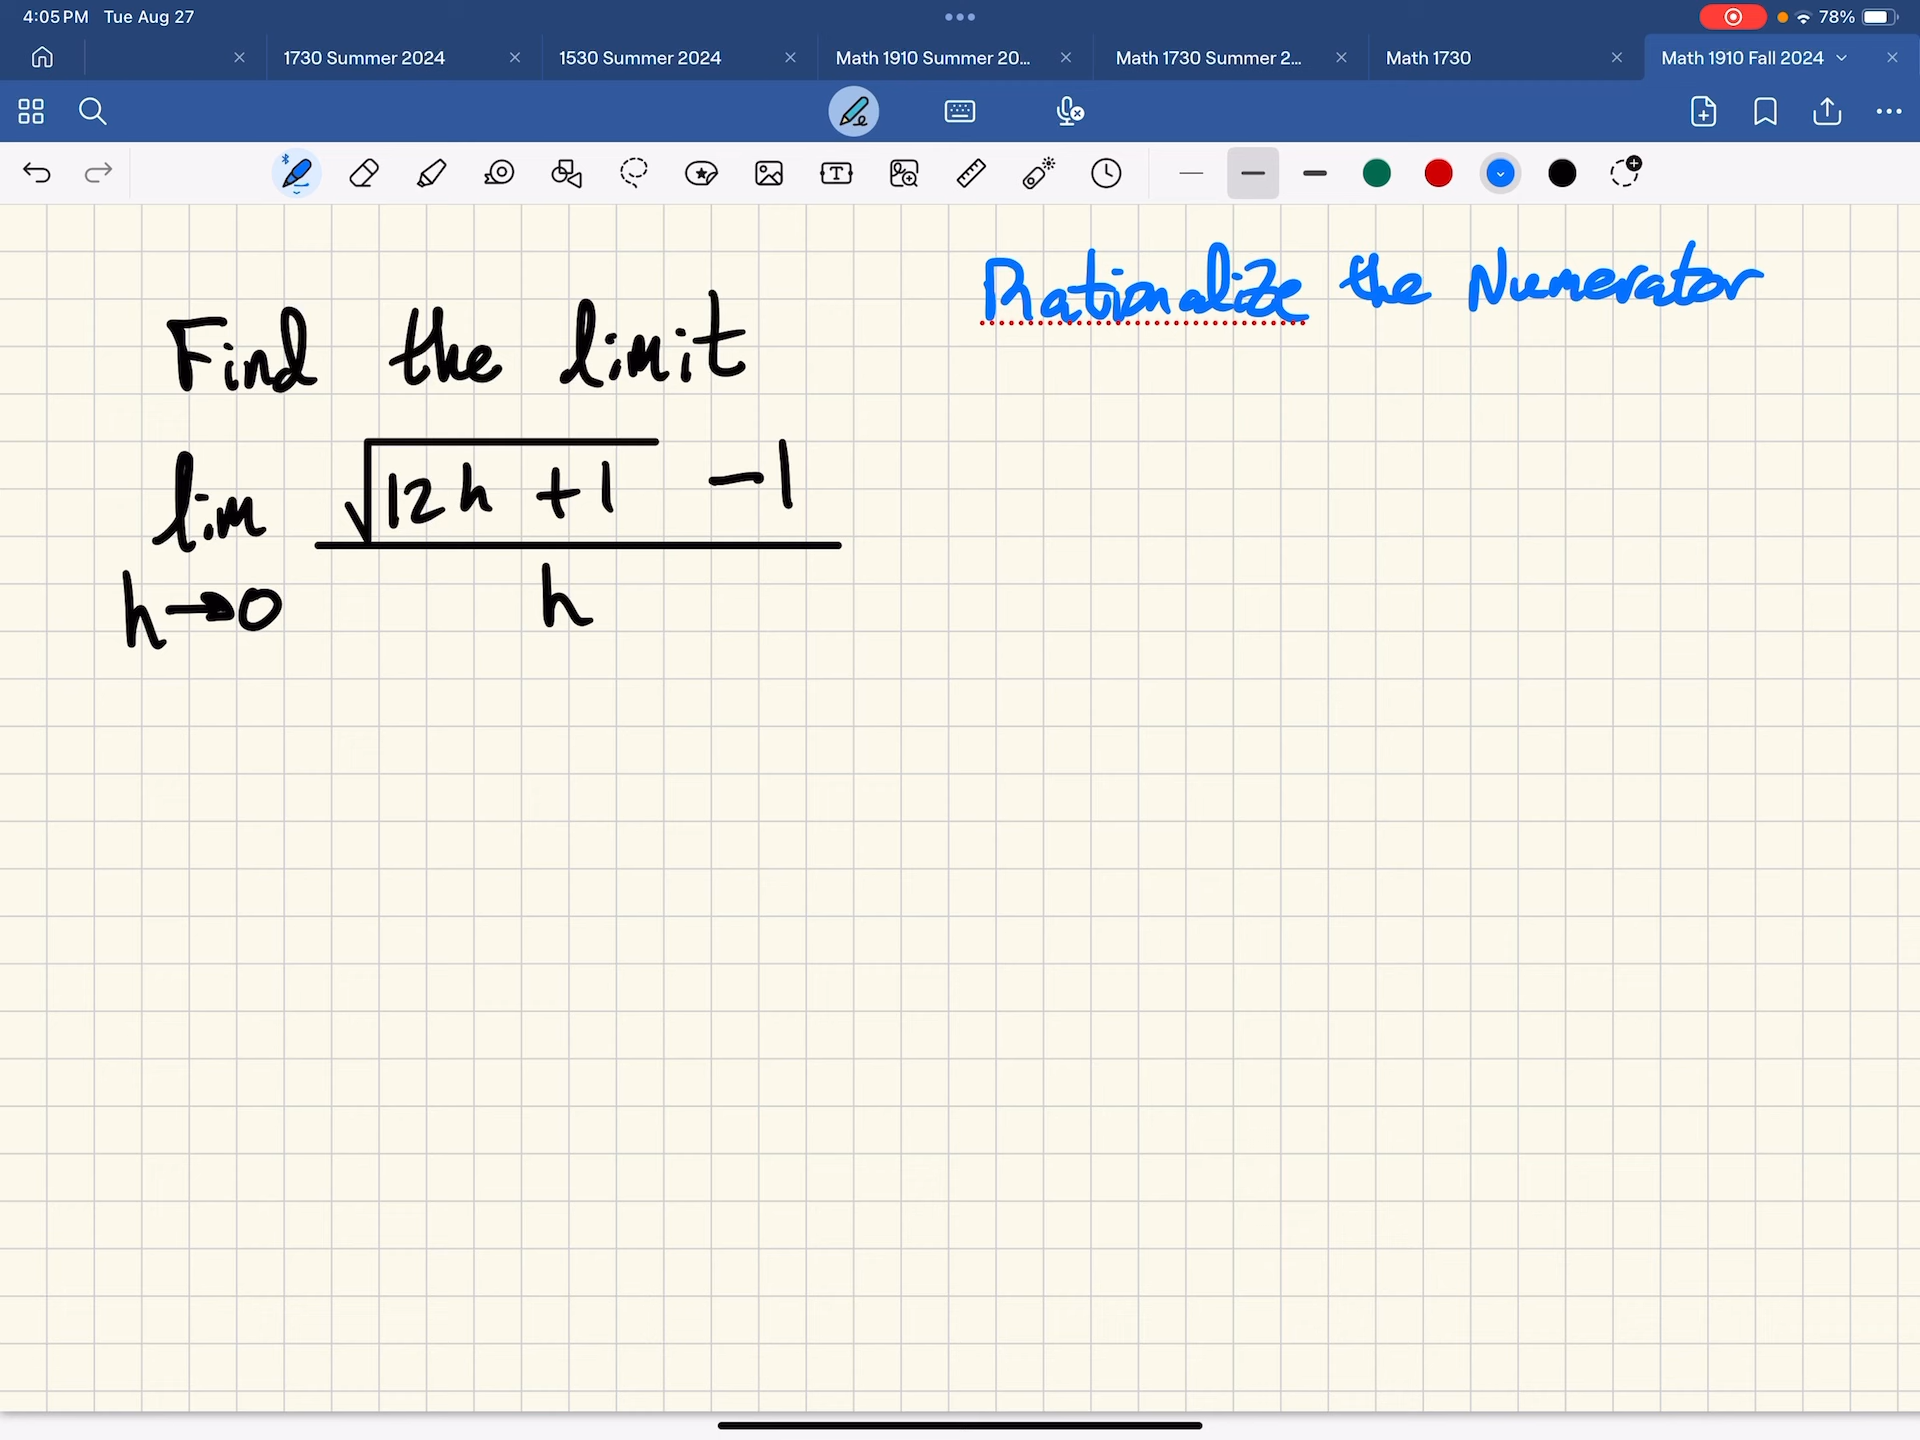 4:05 PM Tue Aug 27
78%
1730 Summer 2024
1530 Summer 2024
Math 1910 Summer 20...
Math 1730 Summer 2...
Math 1730
Math 1910 Fall 2024
Rationalize the Numerator
Find the limit
lim √(12h + 1) - 1
h→0 h